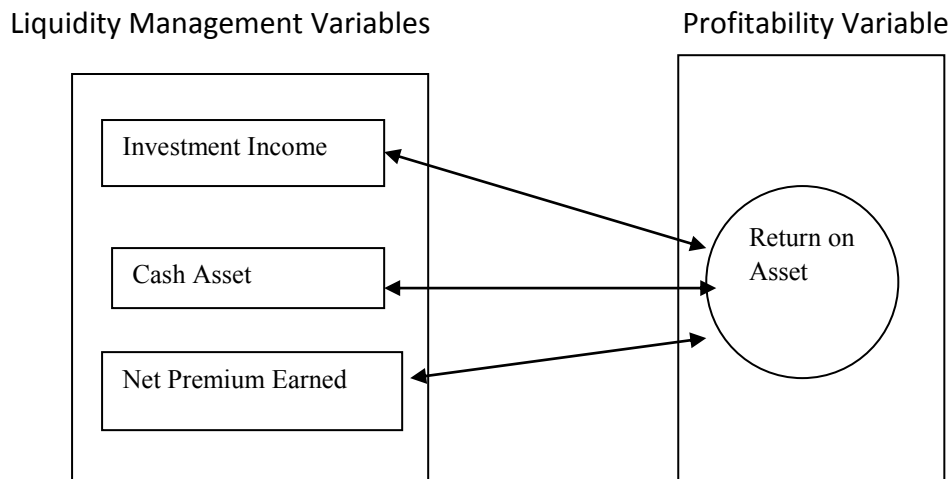 Liquidity Management Variables
Profitability Variable
Investment Income
Cash Asset
Net Premium Earned
Return on
Asset